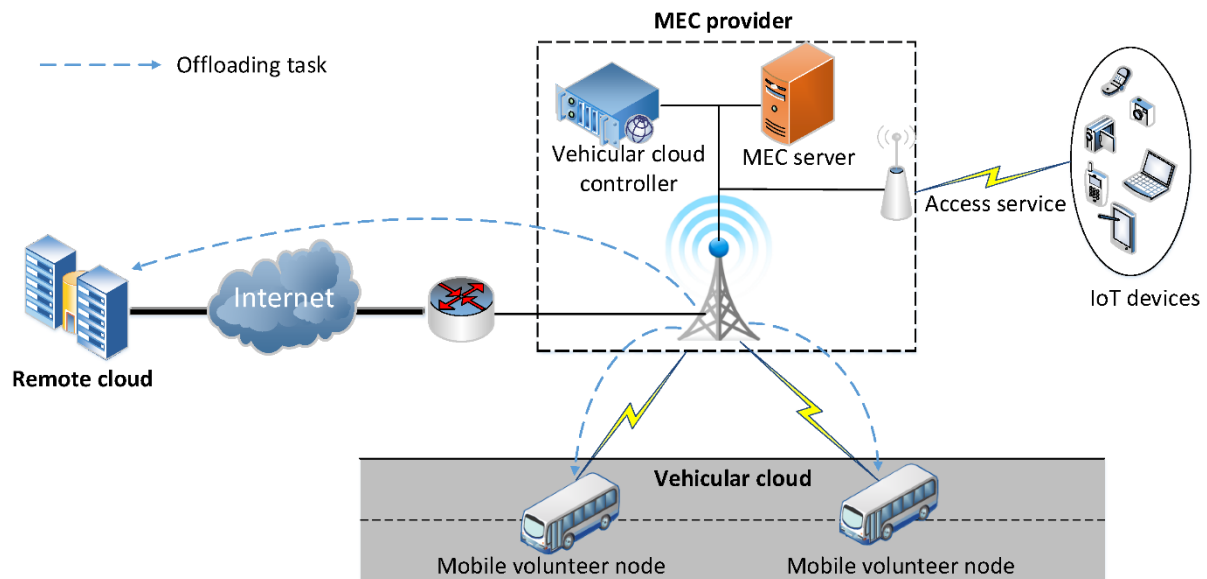 MEC provider
Offloading task
Vehicular cloud
controller
MEC server
Access service
Internet
IoT devices
Remote cloud
Vehicular cloud
Mobile volunteer node
Mobile volunteer node